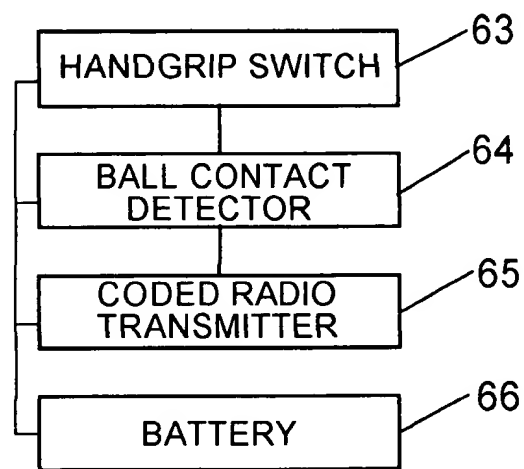 63
HANDGRIP SWITCH
64
BALL CONTACT
DETECTOR
65
CODED RADIO
TRANSMITTER
66
BATTERY